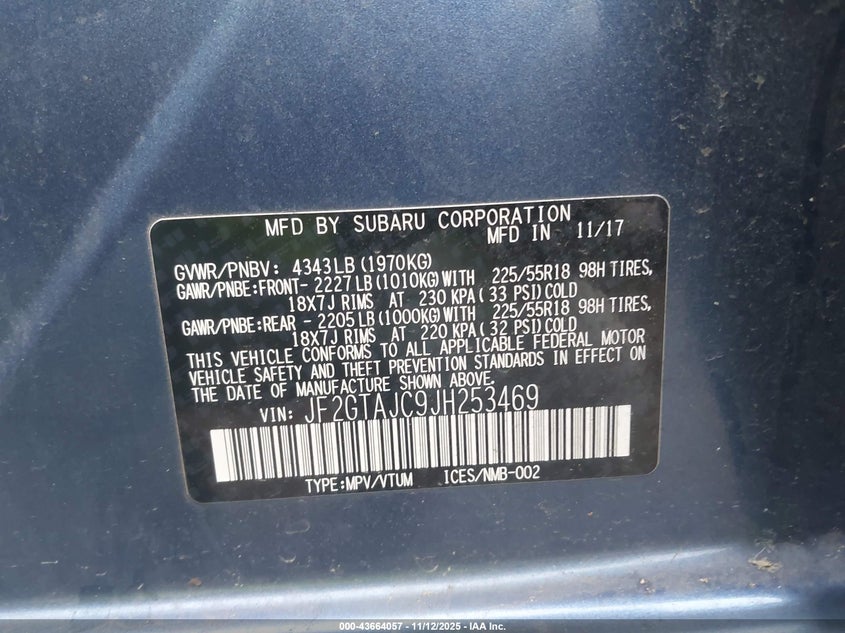 MFD BY SUBARU CORPORATION
MFD IN 11/17
GVWR/PNBV: 4343LB(1970KG)
GAWR/PNBE:FRONT- 2227LB(1010KG)WITH 225/55R18 98H TIRES,
18X7J RIMS AT 230 KPA( 33 PSI)COLD
GAWR/PNBE:REAR - 2205LB(1000KG)WITH 225/55R18 98H TIRES,
18X7J RIMS AT 220 KPA( 32 PSI)COLD
THIS VEHICLE CONFORMS TO ALL APPLICABLE FEDERAL MOTOR
VEHICLE SAFETY AND THEFT PREVENTION STANDARDS IN EFFECT ON
THE DATE OF MANUFACTURE SHOWN ABOVE.
VIN: JF2GTAJC9JH253469
TYPE:MPV/VTUM ICES/NMB-002
000-43664057 - 11/12/2025 - IAA Inc.